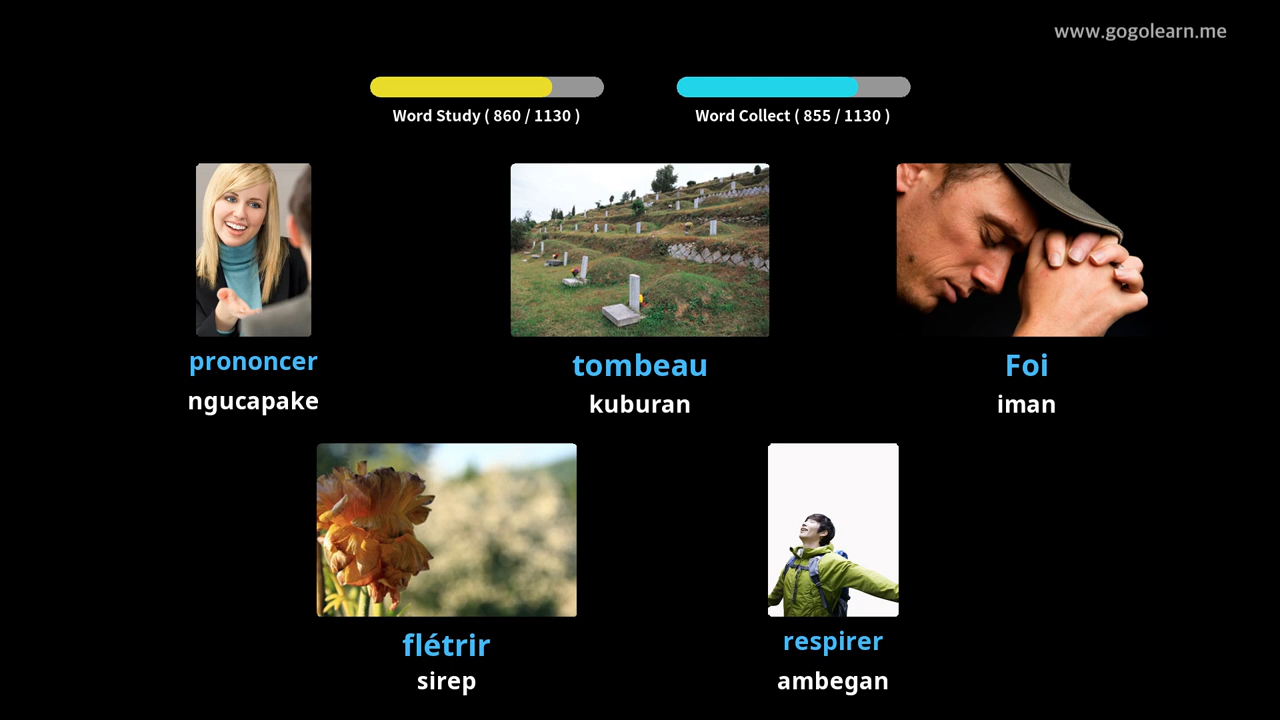 www.gogolearn.me
Word Study ( 860 / 1130 )
Word Collect ( 855 / 1130 )
prononcer
ngucapake
tombeau
kuburan
Foi
iman
flétrir
sirep
respirer
ambegan